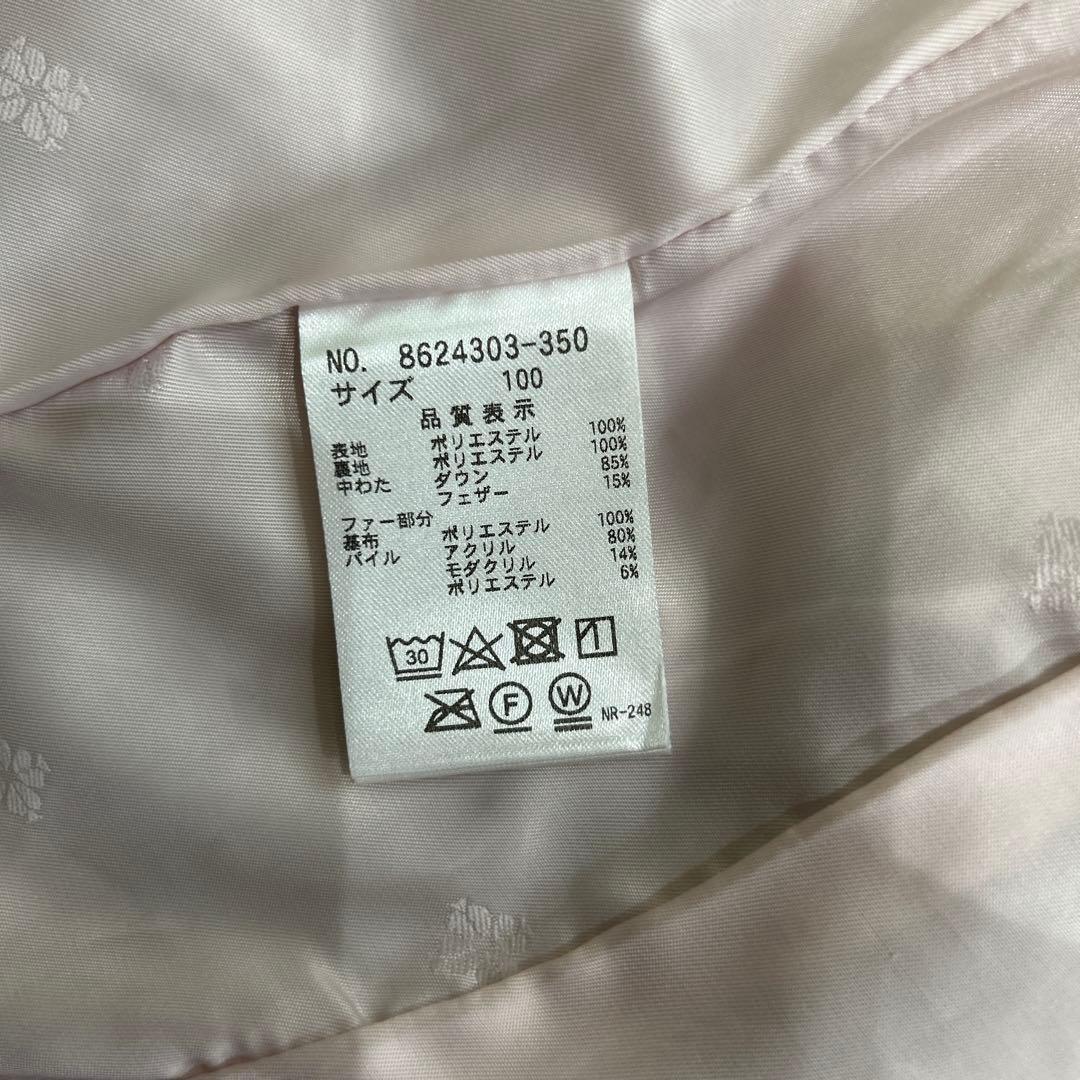 NO. 8624303-350
サイズ 100
品質表示
表地 ポリエステル 100%
裏地 ポリエステル 100%
中わた ダウン 85%
フェザー 15%
ファー部分
基布 ポリエステル 100%
パイル アクリル 80%
モダクリル 14%
ポリエステル 6%
30
F W NR-248